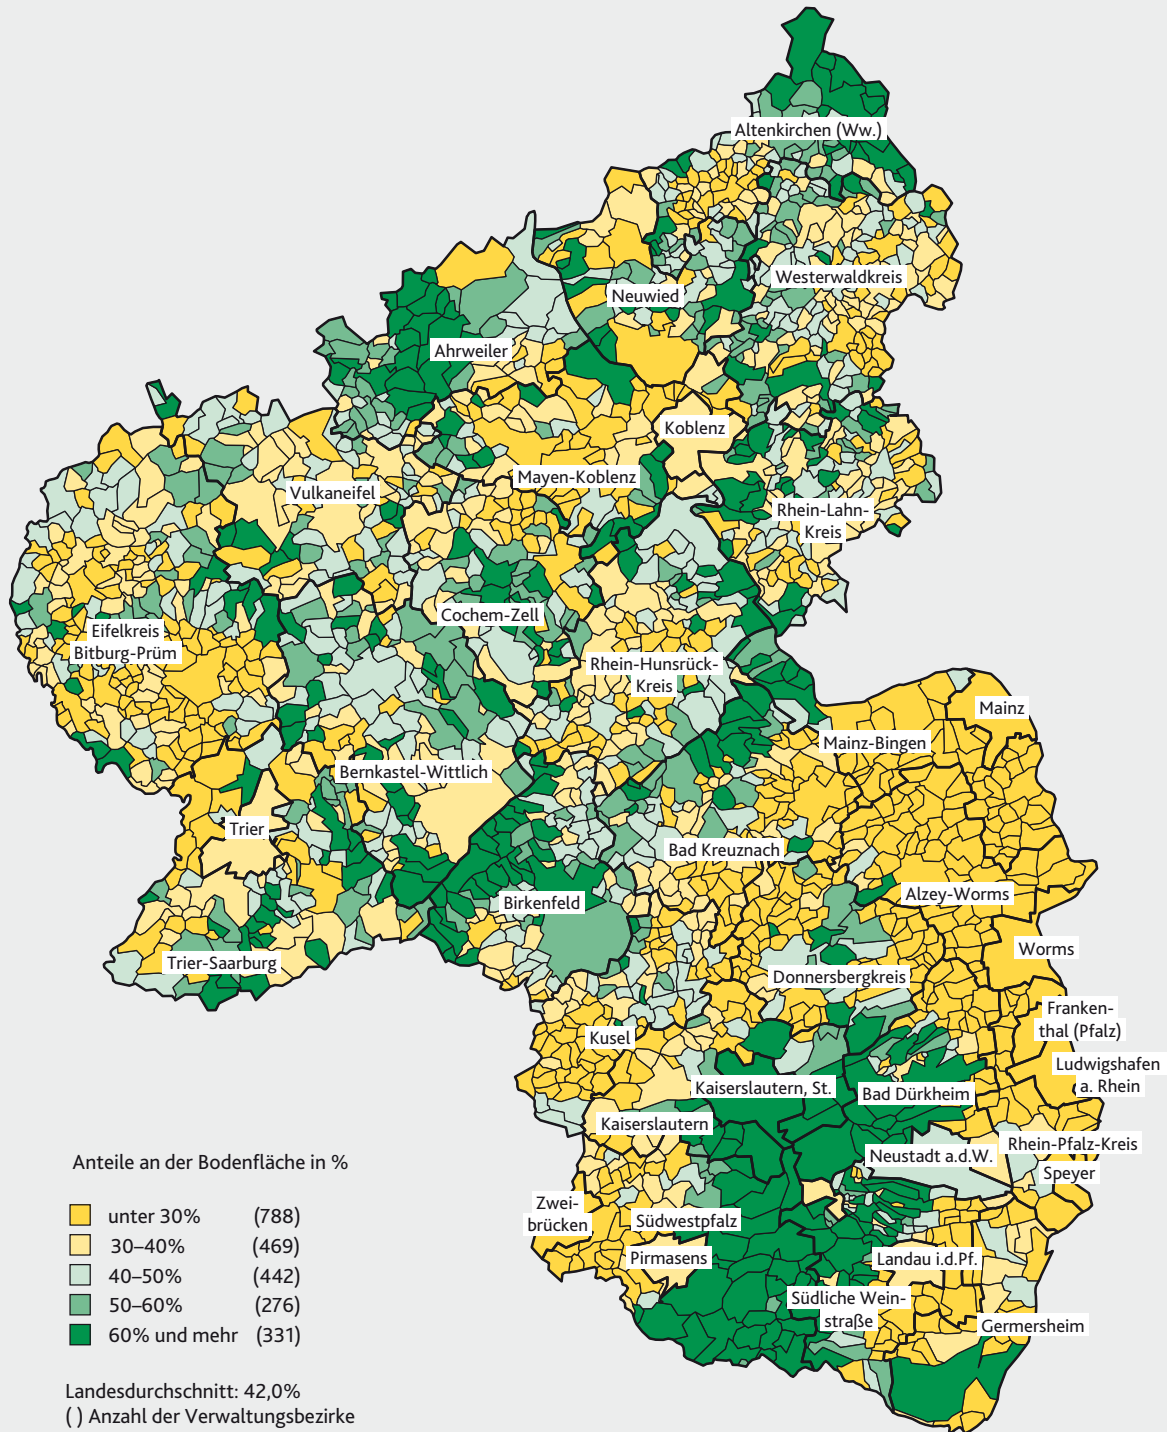 Altenkirchen (Ww.)
Westerwaldkreis
Neuwied
Ahrweiler
Koblenz
Mayen-Koblenz
Vulkaneifel
Rhein-Lahn-
Kreis
Cochem-Zell
Eifelkreis
Bitburg-Prüm
Rhein-Hunsrück-
Kreis
Mainz
Mainz-Bingen
Bernkastel-Wittlich
Trier
Bad Kreuznach
Alzey-Worms
Birkenfeld
Worms
Trier-Saarburg
Donnersbergkreis
Franken-
thal (Pfalz)
Kusel
Ludwigshafen
a. Rhein
Kaiserslautern, St.
Bad Dürkheim
Kaiserslautern
Rhein-Pfalz-Kreis
Neustadt a.d.W.
Speyer
Zwei-
brücken
Südwestpfalz
Pirmasens
Landau i.d.Pf.
Südliche Wein-
straße
Germersheim
Anteile an der Bodenfläche in %
unter 30% (788)
30–40% (469)
40–50% (442)
50–60% (276)
60% und mehr (331)
Landesdurchschnitt: 42,0%
( ) Anzahl der Verwaltungsbezirke